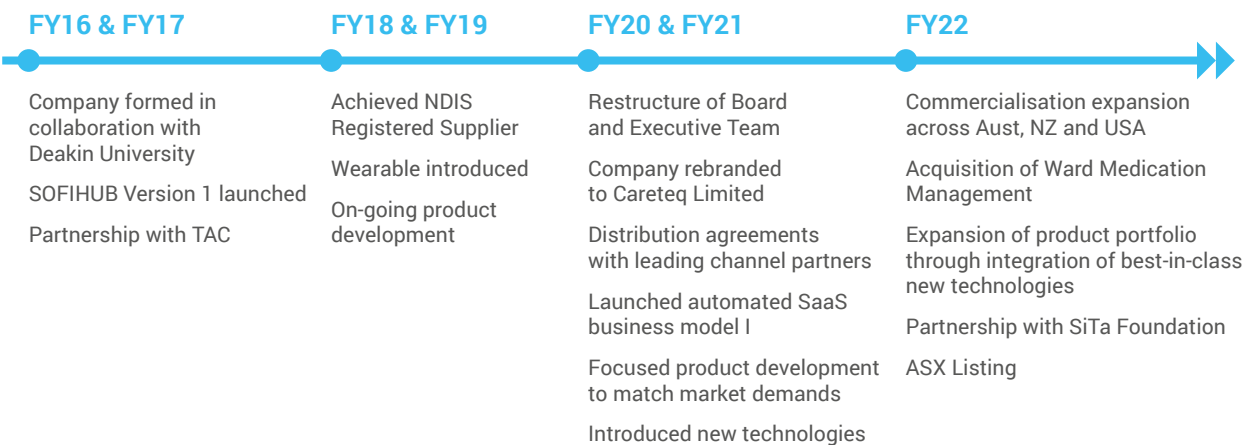 FY16 & FY17
Company formed in
collaboration with
Deakin University
SOFIHUB Version 1 launched
Partnership with TAC
FY18 & FY19
Achieved NDIS
Registered Supplier
Wearable introduced
On-going product
development
FY20 & FY21
Restructure of Board
and Executive Team
Company rebranded
to Careteq Limited
Distribution agreements
with leading channel partners
Launched automated SaaS
business model I
Focused product development
to match market demands
Introduced new technologies
FY22
Commercialisation expansion
across Aust, NZ and USA
Acquisition of Ward Medication
Management
Expansion of product portfolio
through integration of best-in-class
new technologies
Partnership with SiTa Foundation
ASX Listing